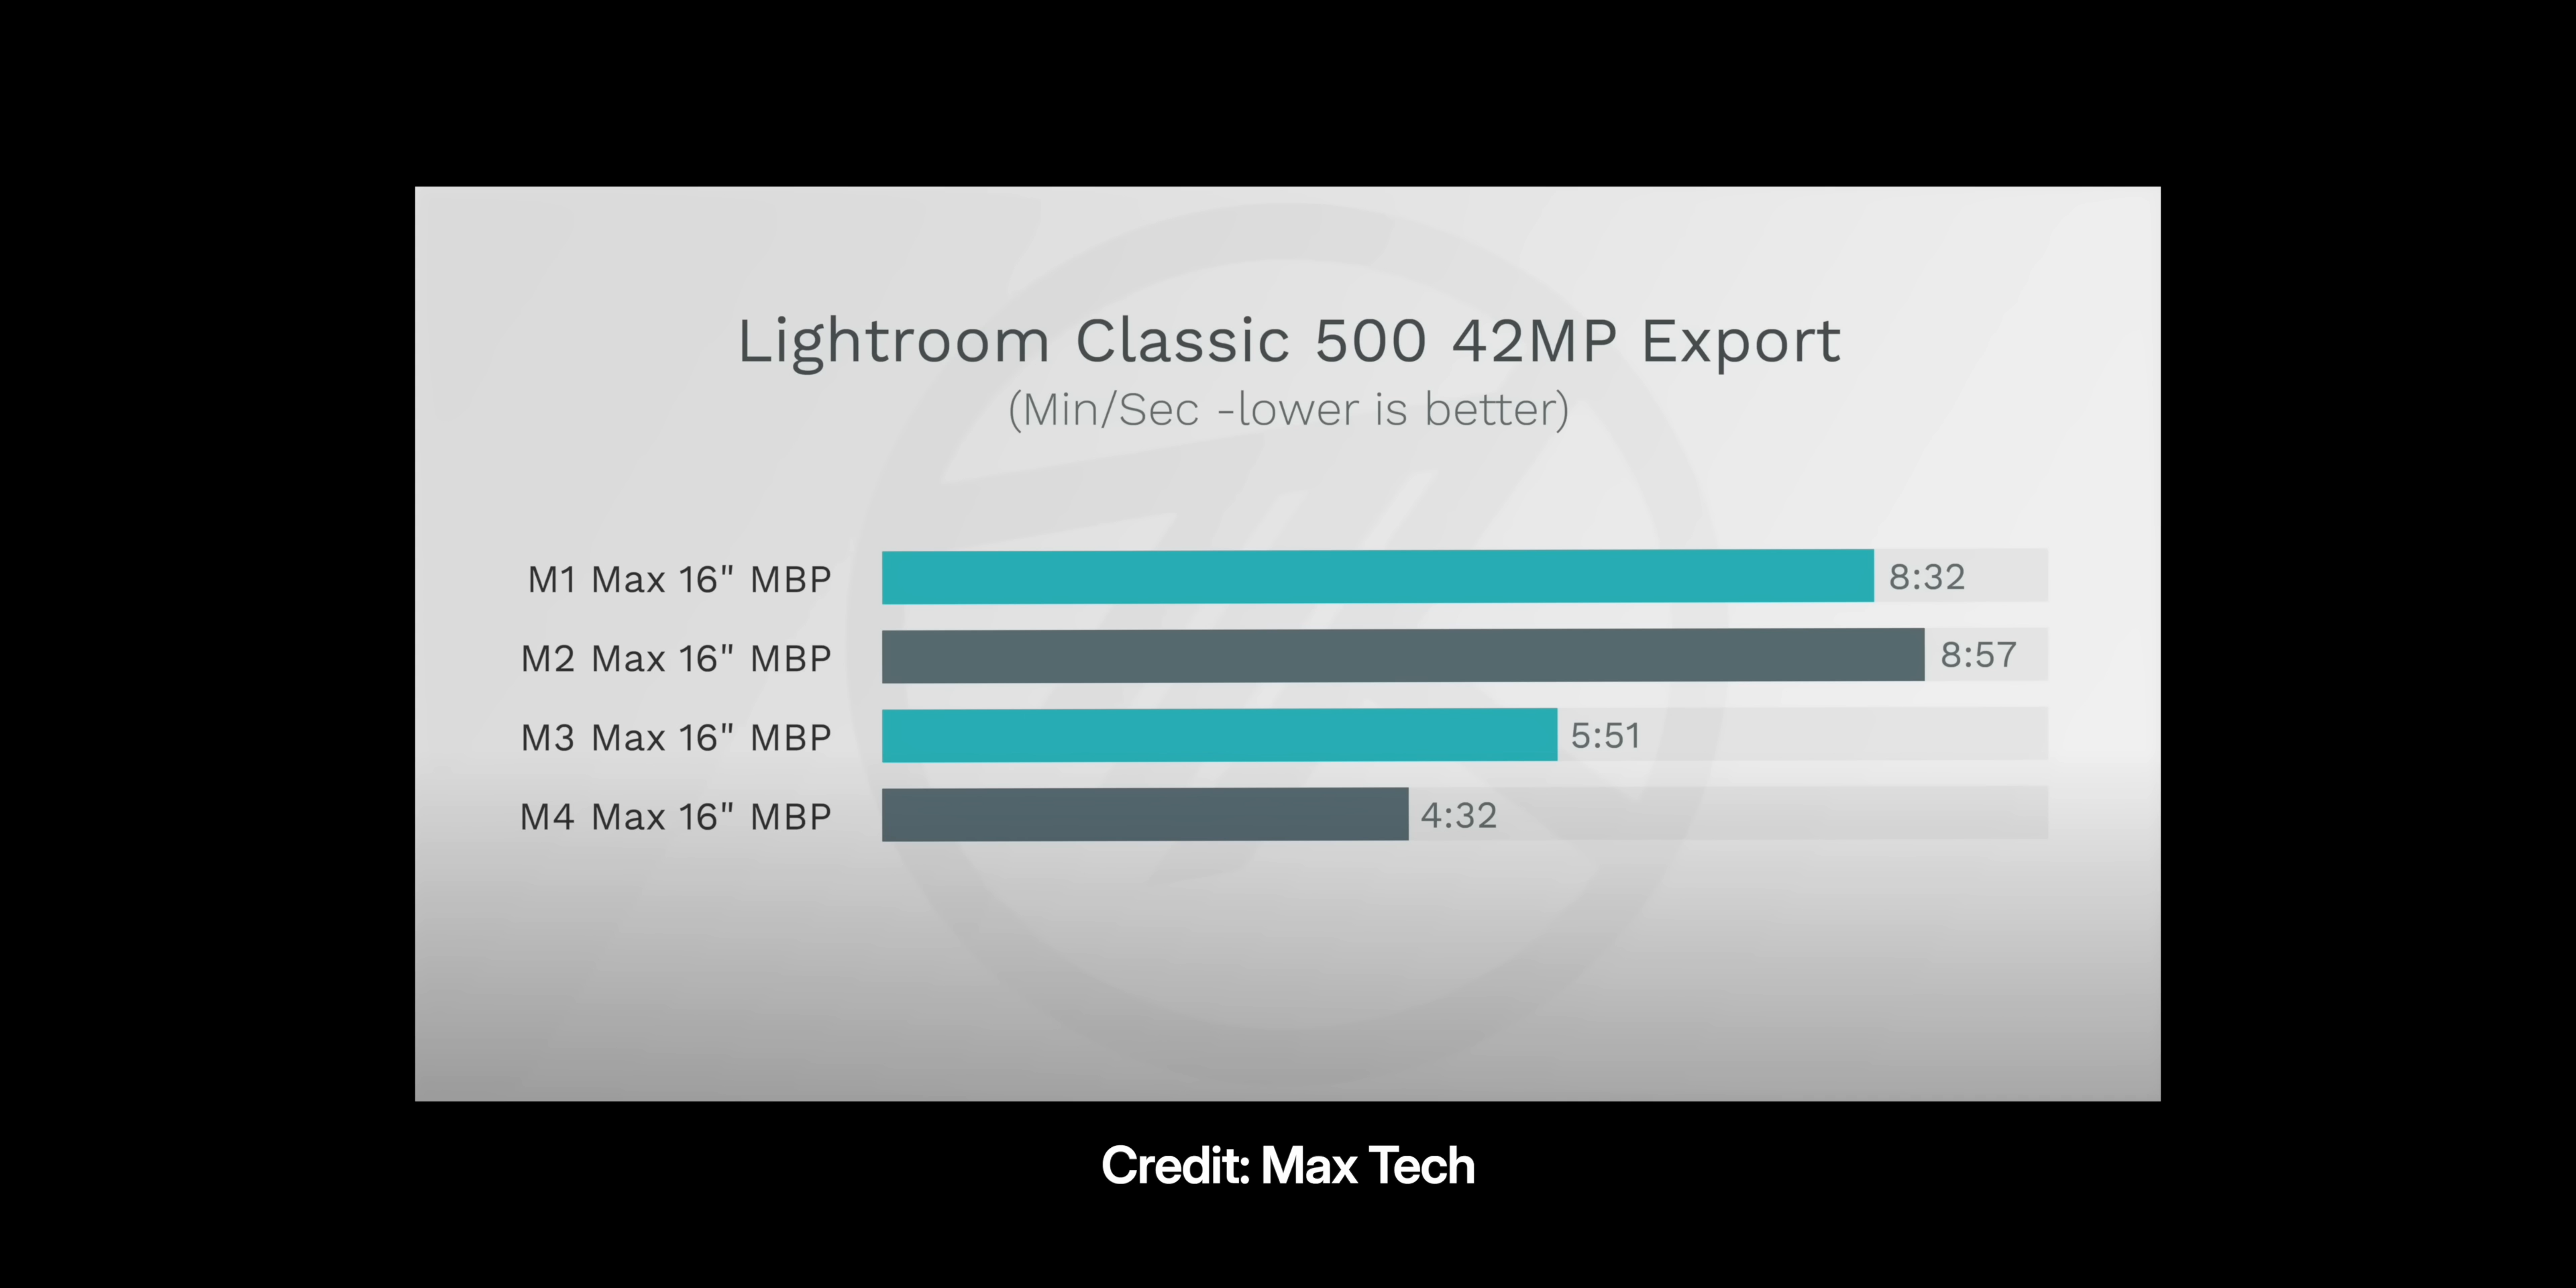 Lightroom Classic 500 42MP Export
(Min/Sec -lower is better)
M1 Max 16" MBP 8:32
M2 Max 16" MBP 8:57
M3 Max 16" MBP 5:51
M4 Max 16" MBP 4:32
Credit: Max Tech